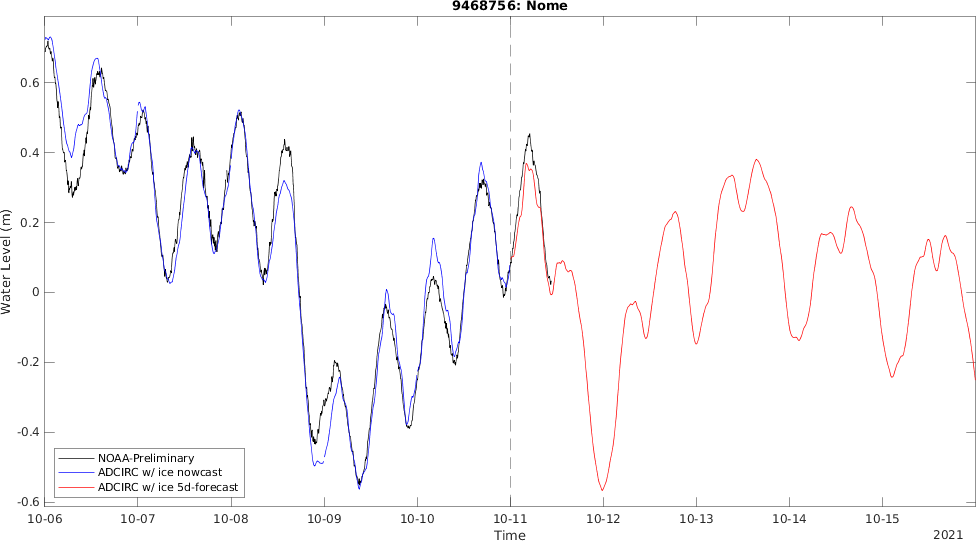 9468756: Nome
Water Level (m)
0.6
0.4
0.2
0
-0.2
-0.4
-0.6
NOAA-Preliminary
ADCIRC w/ ice nowcast
ADCIRC w/ ice 5d-forecast
10-06 10-07 10-08 10-09 10-10 10-11 10-12 10-13 10-14 10-15
Time
2021